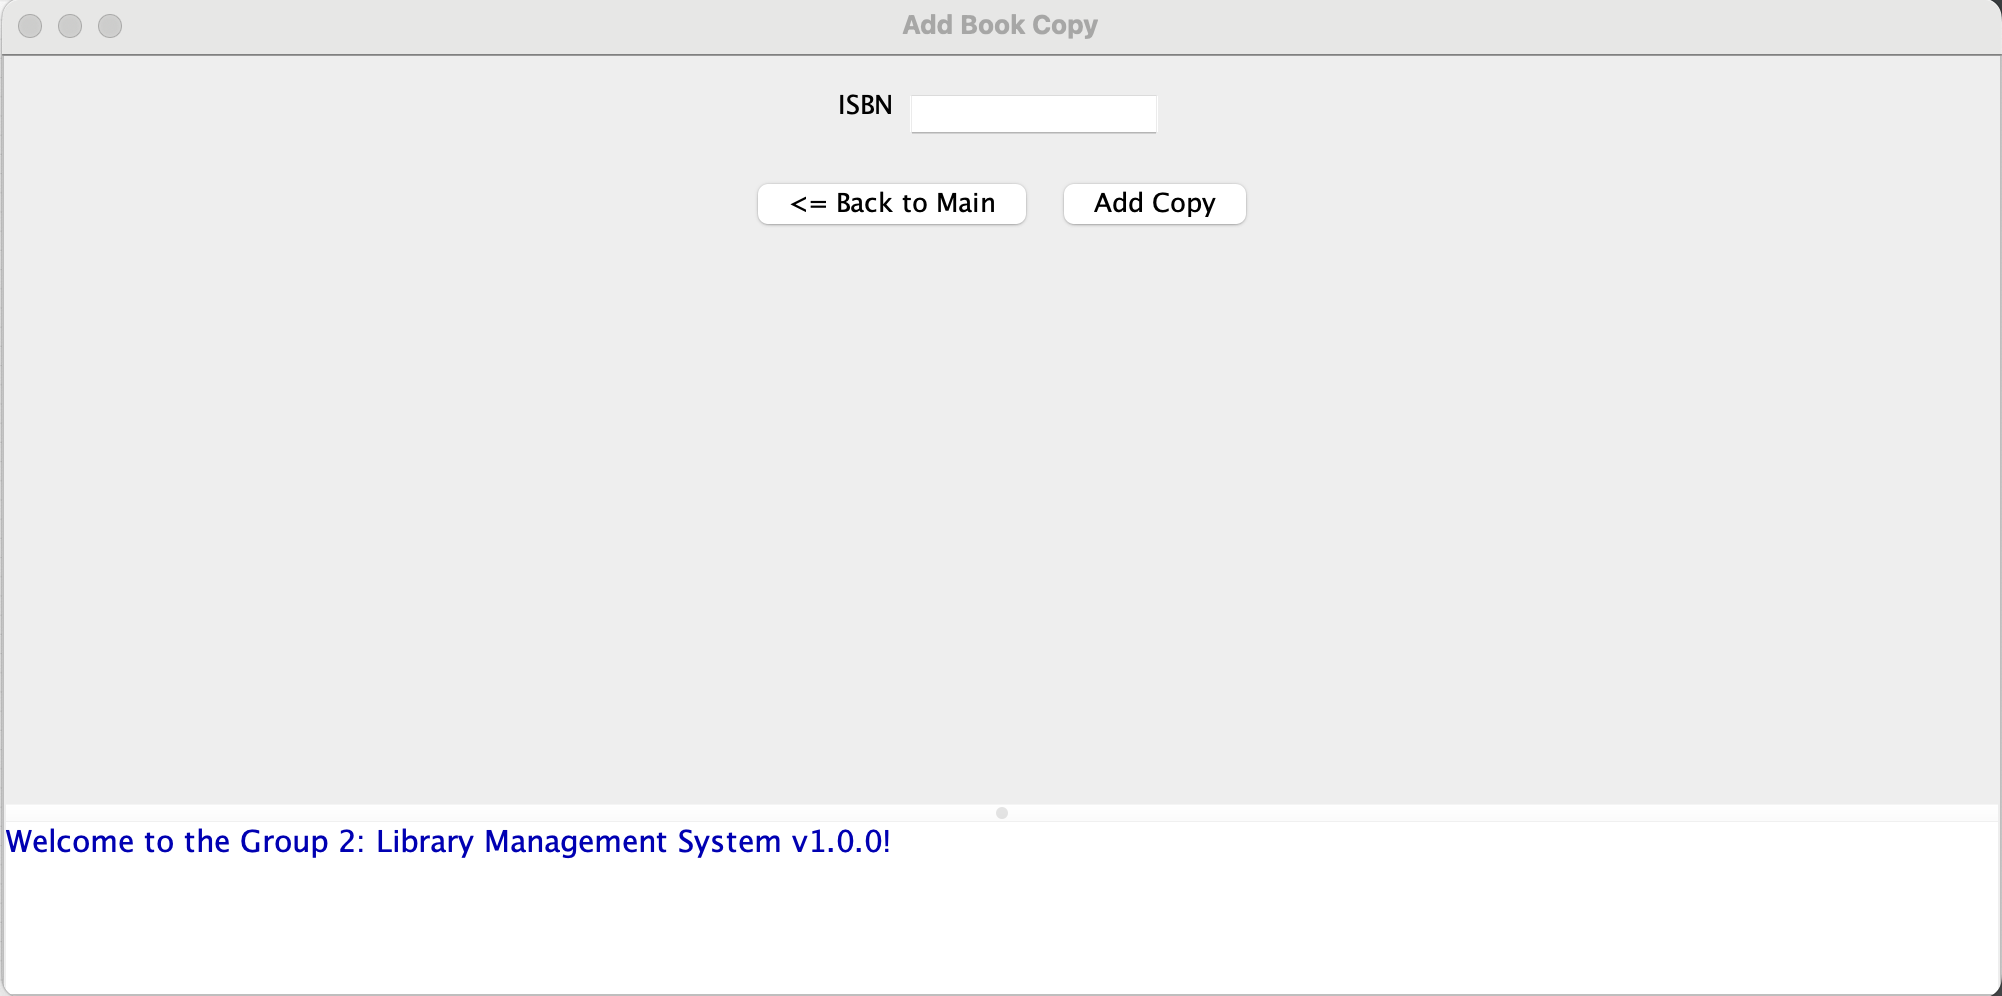 Add Book Copy
ISBN
<= Back to Main Add Copy
Welcome to the Group 2: Library Management System v1.0.0!